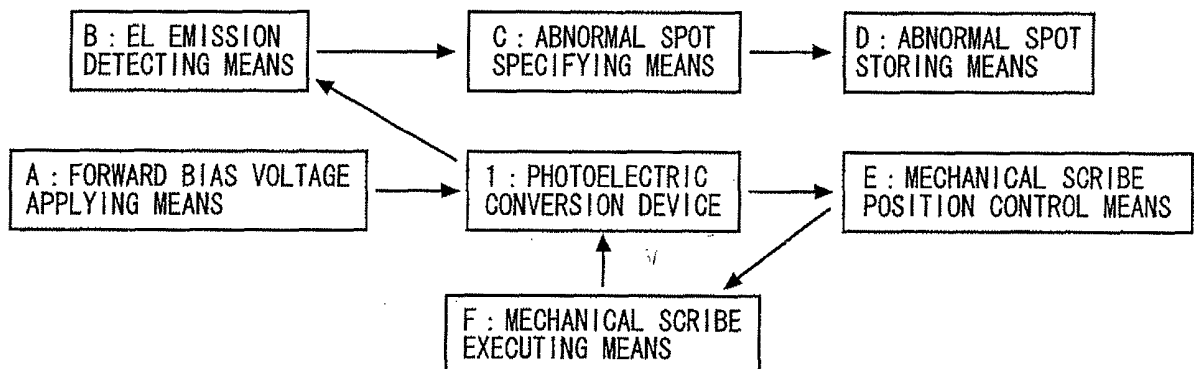 B : EL EMISSION
DETECTING MEANS
C : ABNORMAL SPOT
SPECIFYING MEANS
D : ABNORMAL SPOT
STORING MEANS
A : FORWARD BIAS VOLTAGE
APPLYING MEANS
1 : PHOTOELECTRIC
CONVERSION DEVICE
E : MECHANICAL SCRIBE
POSITION CONTROL MEANS
F : MECHANICAL SCRIBE
EXECUTING MEANS